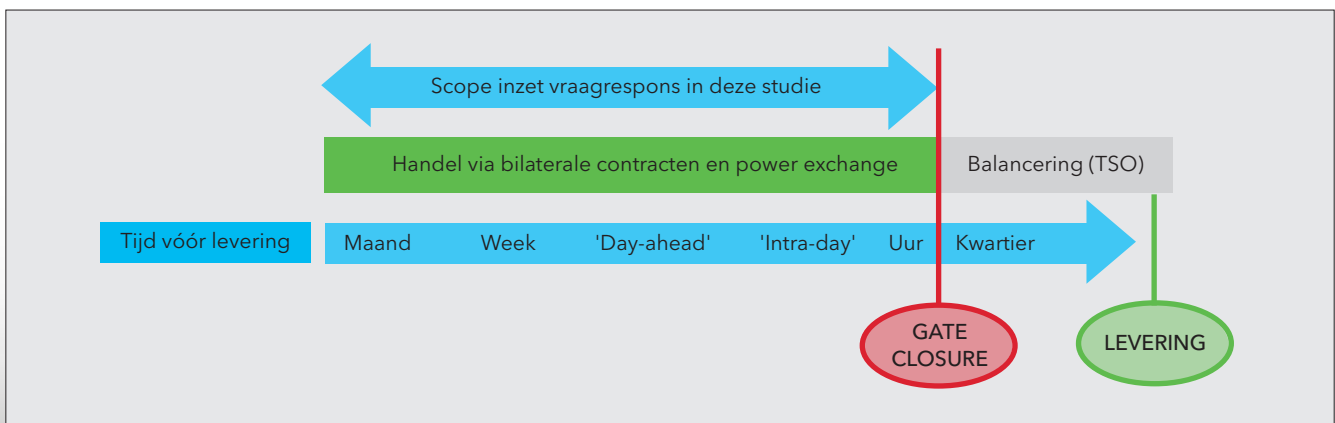 Scope inzet vraagrespons in deze studie
Handel via bilaterale contracten en power exchange
Balancering (TSO)
Tijd vóór levering
Maand
Week
'Day-ahead'
'Intra-day'
Uur
Kwartier
GATE
CLOSURE
LEVERING